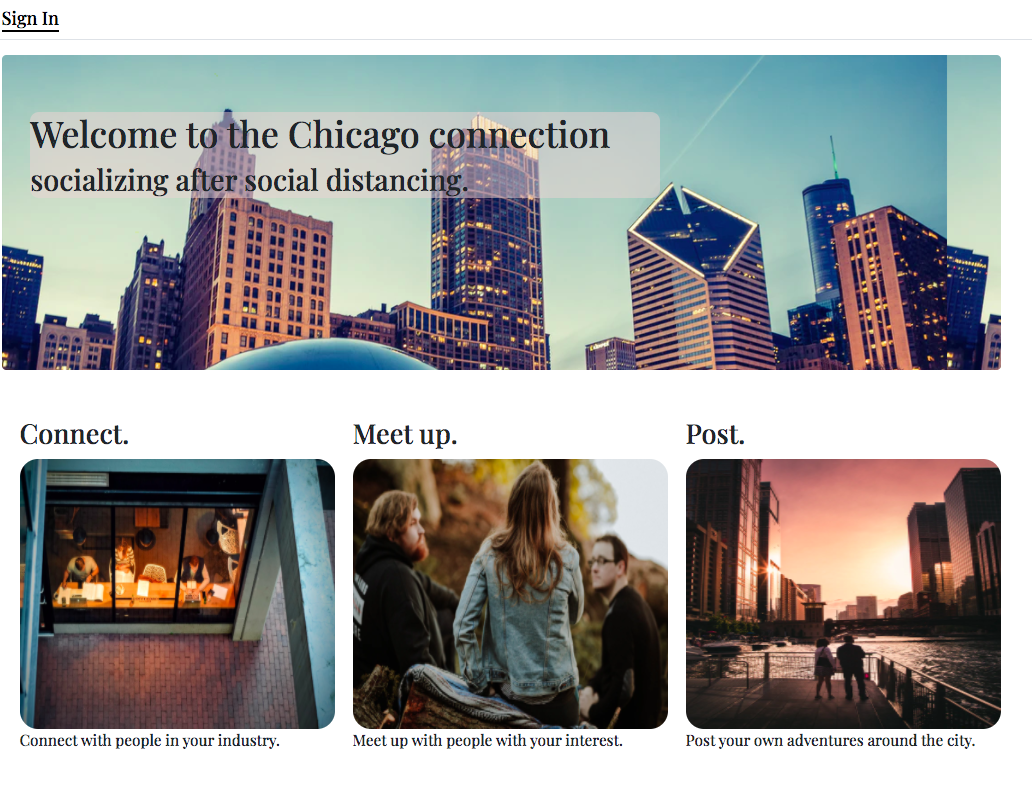 Sign In
Welcome to the Chicago connection
socializing after social distancing.
Connect. Meet up. Post.
Connect with people in your industry. Meet up with people with your interest. Post your own adventures around the city.